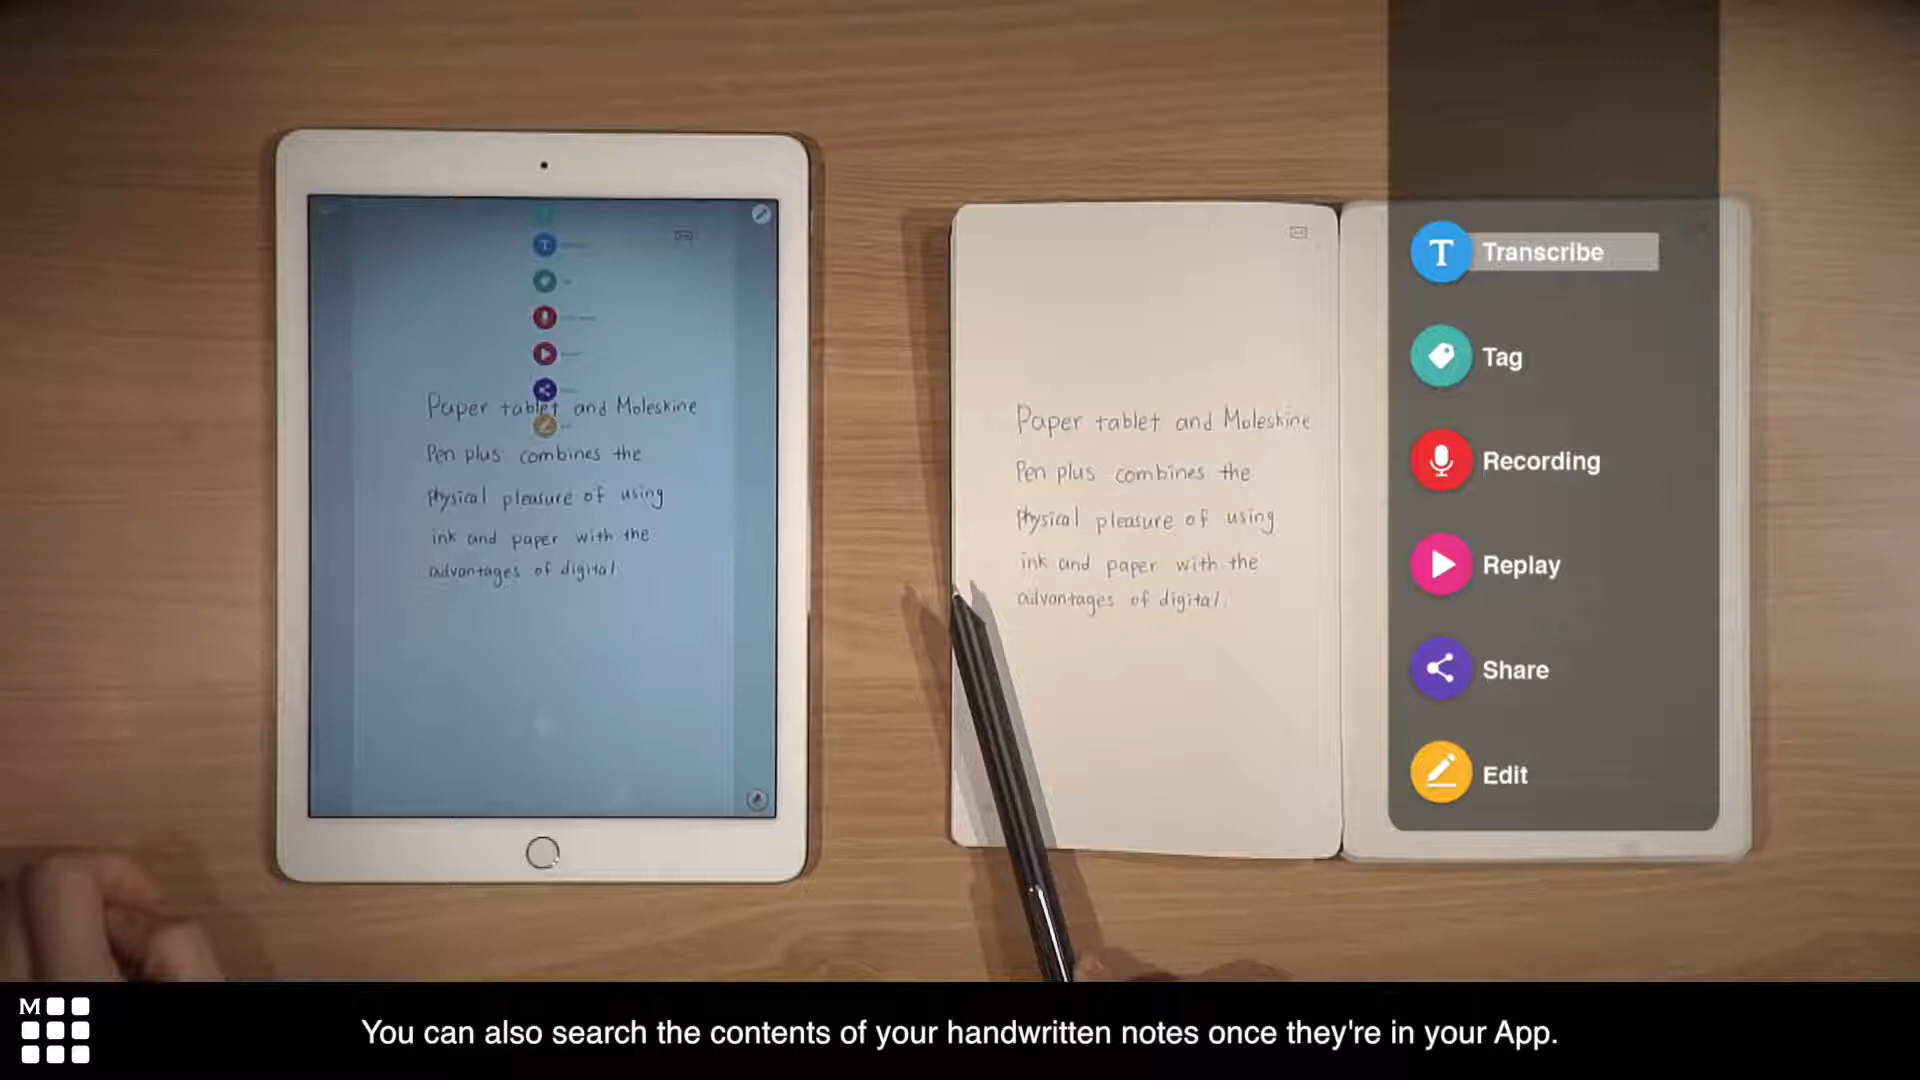 Paper tablet and Moleskine
Pen plus combines the
physical pleasure of using
ink and paper with the
advantages of digital
Paper tablet and Moleskine
Pen plus combines the
physical pleasure of using
ink and paper with the
advantages of digital.
T Transcribe
Tag
Recording
Replay
Share
Edit
M
You can also search the contents of your handwritten notes once they're in your App.